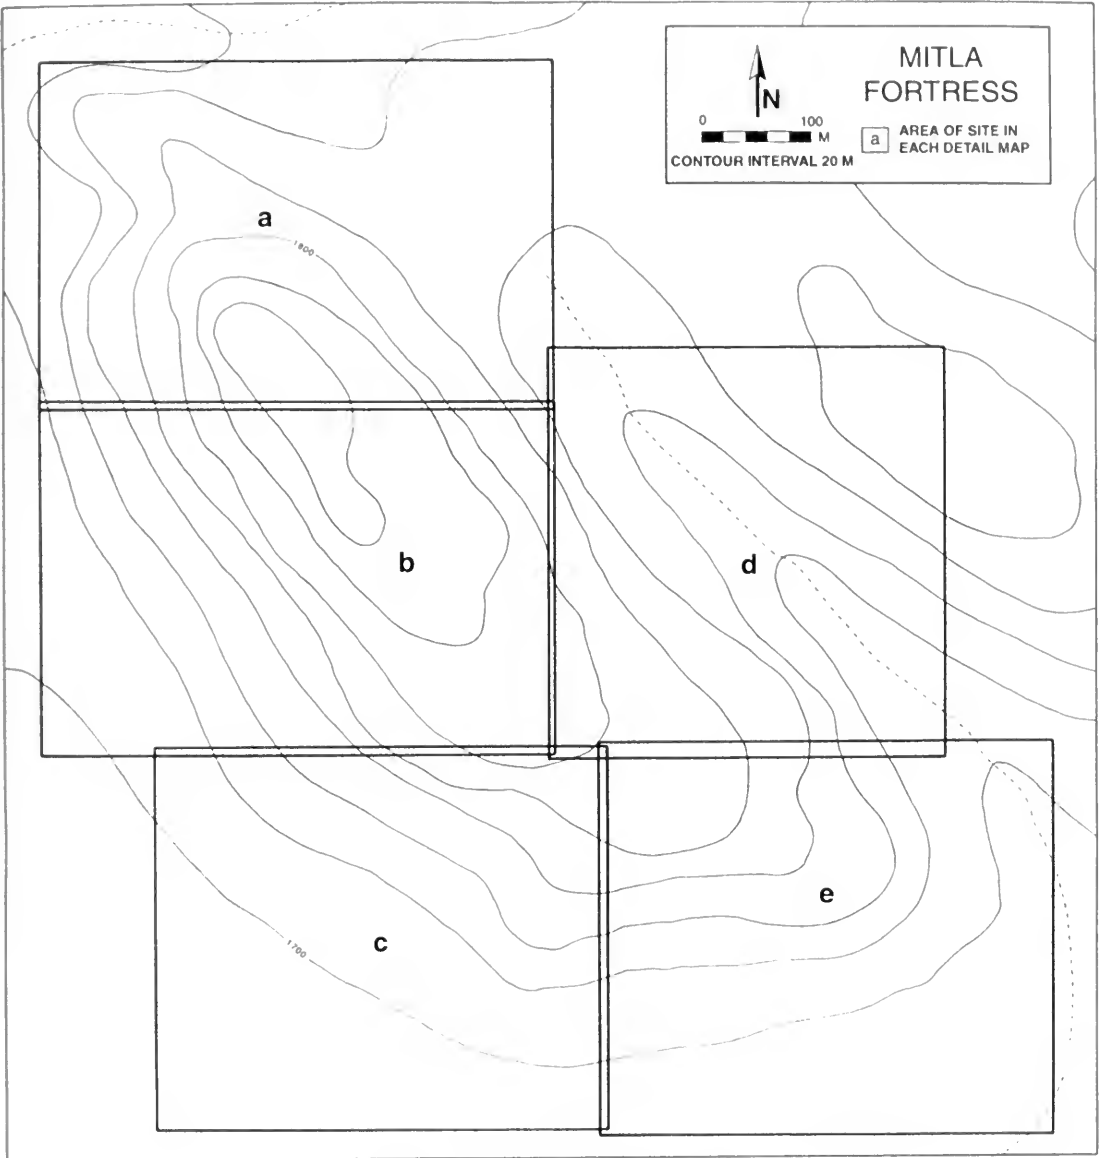 MITLA
FORTRESS
N
0 100
M
CONTOUR INTERVAL 20 M
a
AREA OF SITE IN
EACH DETAIL MAP
a
1800
b
d
e
c
1700